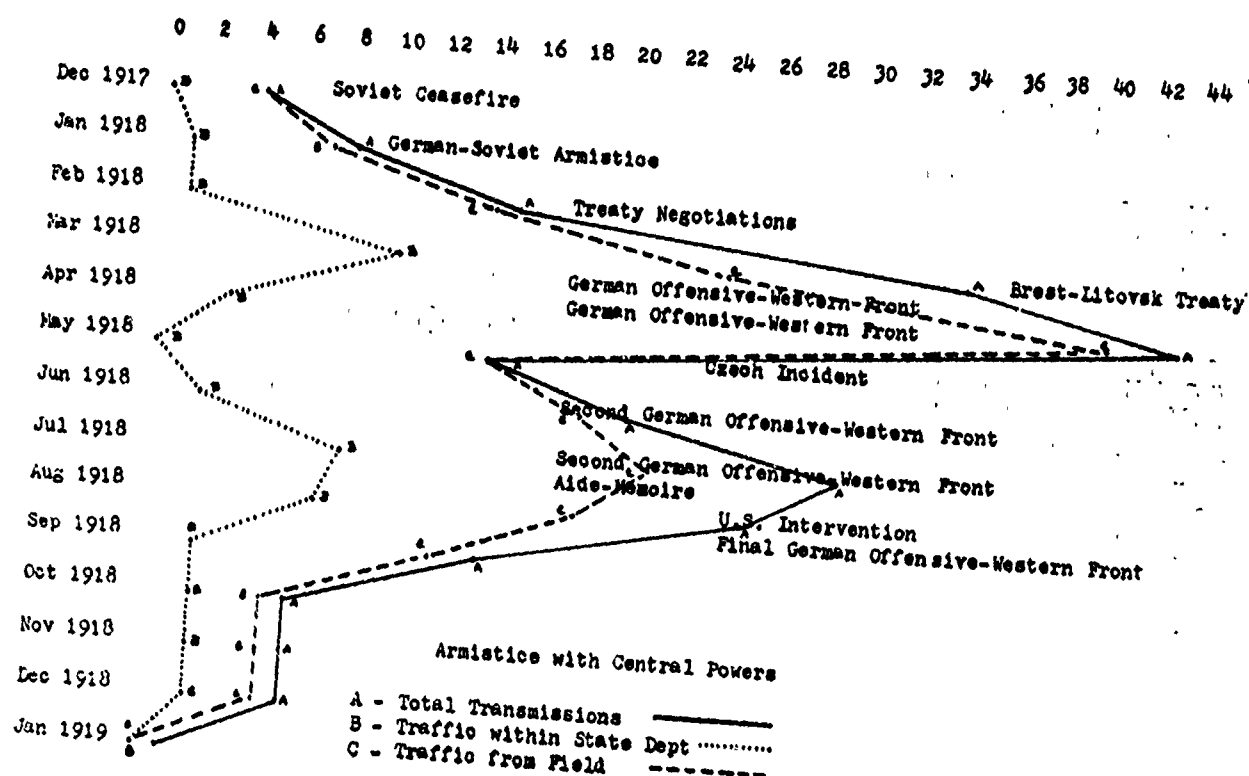 0 2 4 6 8 10 12 14 16 18 20 22 24 26 28 30 32 34 36 38 40 42 44
Dec 1917
Soviet Ceasefire
Jan 1918
German-Soviet Armistice
Feb 1918
Treaty Negotiations
Mar 1918
Brest-Litovsk Treaty
Apr 1918
German Offensive-Western-Front
German Offensive-Western Front
May 1918
Czech Incident
Jun 1918
Second German Offensive-Western Front
Jul 1918
Second German Offensive-Western Front
Aide-Memoire
Aug 1918
U.S. Intervention
Final German Offensive-Western Front
Sep 1918
Oct 1918
Nov 1918
Armistice with Central Powers
Dec 1918
Jan 1919
A - Total Transmissions
B - Traffic within State Dept
C - Traffic from Field